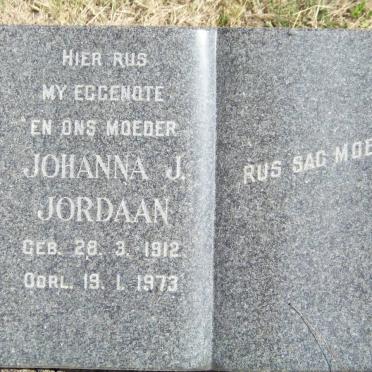 HIER RUS
MY EGGENOTE
EN ONS MOEDER
JOHANNA J.
JORDAAN
GEB. 28. 3. 1912
OORL. 19. 1. 1973
RUS SAG MOE